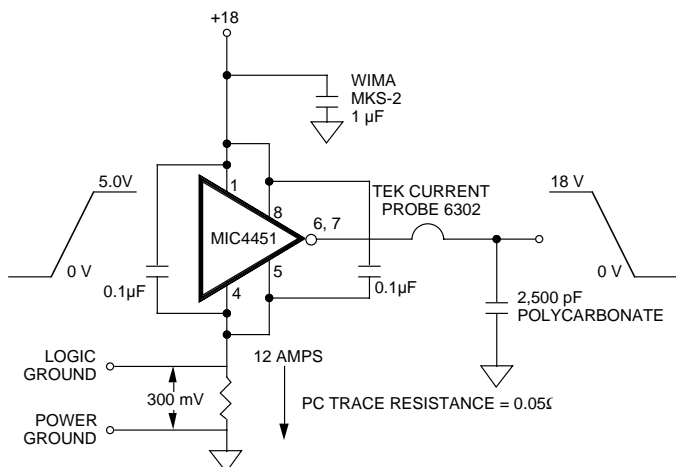 +18
WIMA
MKS-2
1 µF
5.0V
0 V
0.1µF
1
8
MIC4451
6, 7
5
4
0.1µF
TEK CURRENT
PROBE 6302
18 V
0 V
2,500 pF
POLYCARBONATE
LOGIC
GROUND
300 mV
POWER
GROUND
12 AMPS
PC TRACE RESISTANCE = 0.05Ω